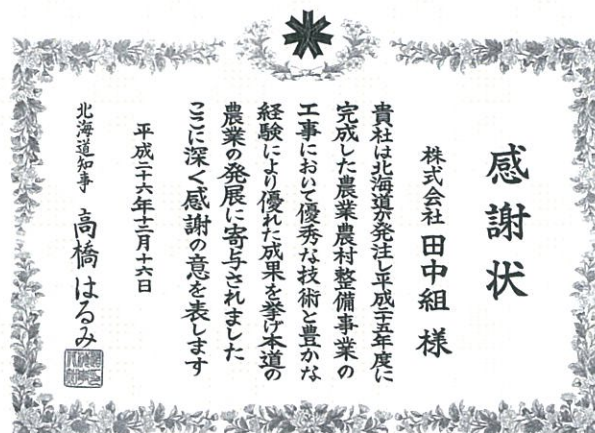 感謝状
株式会社 田中組 様
貴社は北海道が発注し平成二十五年度に
完成した農業農村整備事業の
工事において優秀な技術と豊かな
経験により優れた成果を挙げ本道の
農業の発展に寄与されました
ここに深く感謝の意を表します
平成二十六年十二月十六日
北海道知事 高橋はるみ